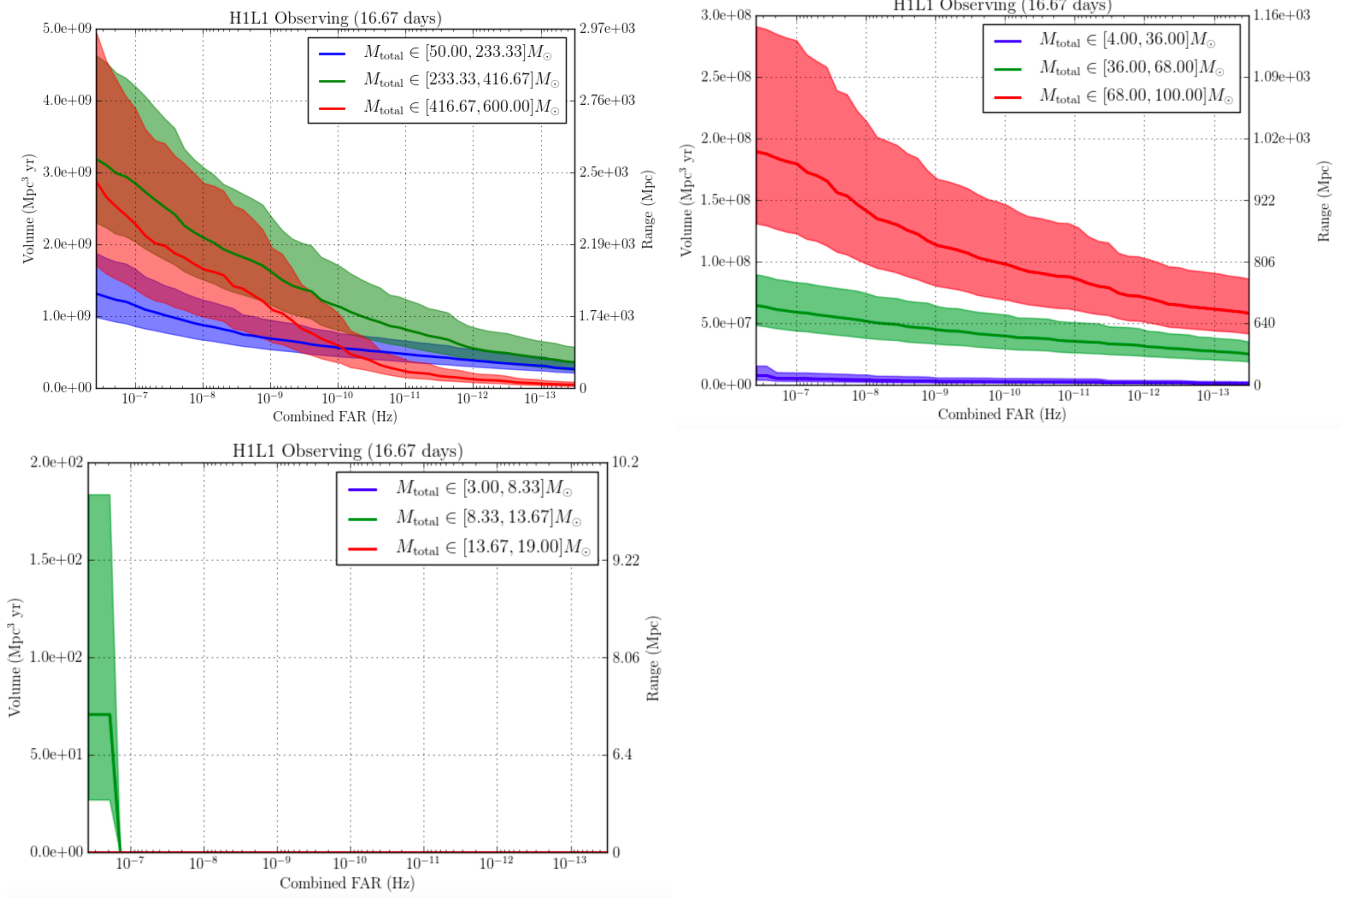 H1L1 Observing (16.67 days)
5.0e+09
4.0e+09
3.0e+09
2.0e+09
1.0e+09
0.0e+00
Volume (Mpc³ yr)
M_total ∈ [50.00, 233.33]M_⊙
M_total ∈ [233.33, 416.67]M_⊙
M_total ∈ [416.67, 600.00]M_⊙
2.97e+03
2.76e+03
2.5e+03
2.19e+03
1.74e+03
0
Range (Mpc)
10⁻⁷ 10⁻⁸ 10⁻⁹ 10⁻¹⁰ 10⁻¹¹ 10⁻¹² 10⁻¹³
Combined FAR (Hz)
H1L1 Observing (16.67 days)
3.0e+08
2.5e+08
2.0e+08
1.5e+08
1.0e+08
5.0e+07
0.0e+00
Volume (Mpc³ yr)
M_total ∈ [4.00, 36.00]M_⊙
M_total ∈ [36.00, 68.00]M_⊙
M_total ∈ [68.00, 100.00]M_⊙
1.16e+03
1.09e+03
1.02e+03
922
806
640
0
Range (Mpc)
10⁻⁷ 10⁻⁸ 10⁻⁹ 10⁻¹⁰ 10⁻¹¹ 10⁻¹² 10⁻¹³
Combined FAR (Hz)
H1L1 Observing (16.67 days)
2.0e+02
1.5e+02
1.0e+02
5.0e+01
0.0e+00
Volume (Mpc³ yr)
M_total ∈ [3.00, 8.33]M_⊙
M_total ∈ [8.33, 13.67]M_⊙
M_total ∈ [13.67, 19.00]M_⊙
10.2
9.22
8.06
6.4
0
Range (Mpc)
10⁻⁷ 10⁻⁸ 10⁻⁹ 10⁻¹⁰ 10⁻¹¹ 10⁻¹² 10⁻¹³
Combined FAR (Hz)